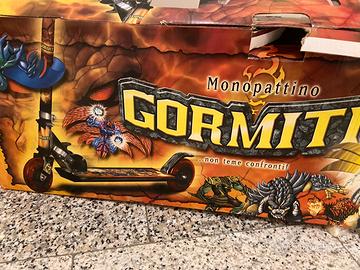 Monopattino
GORMITI
...non teme confronti!